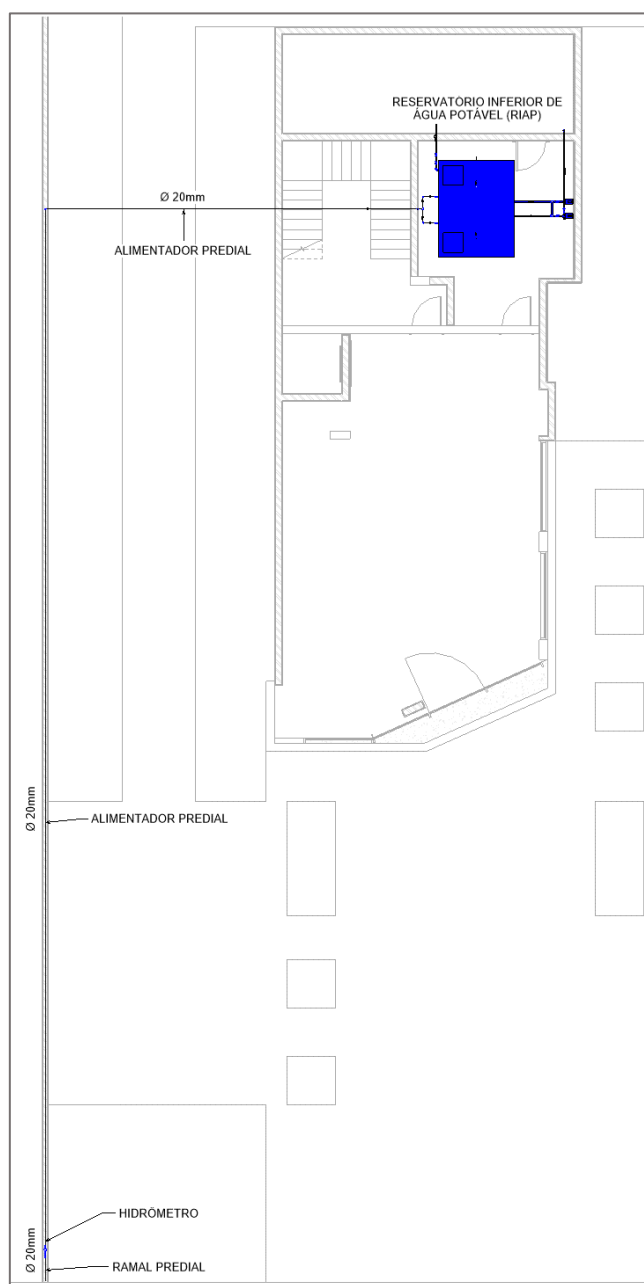 RESERVATÓRIO INFERIOR DE
ÁGUA POTÁVEL (RIAP)
Ø 20mm
ALIMENTADOR PREDIAL
Ø 20mm
ALIMENTADOR PREDIAL
Ø 20mm
HIDRÔMETRO
RAMAL PREDIAL